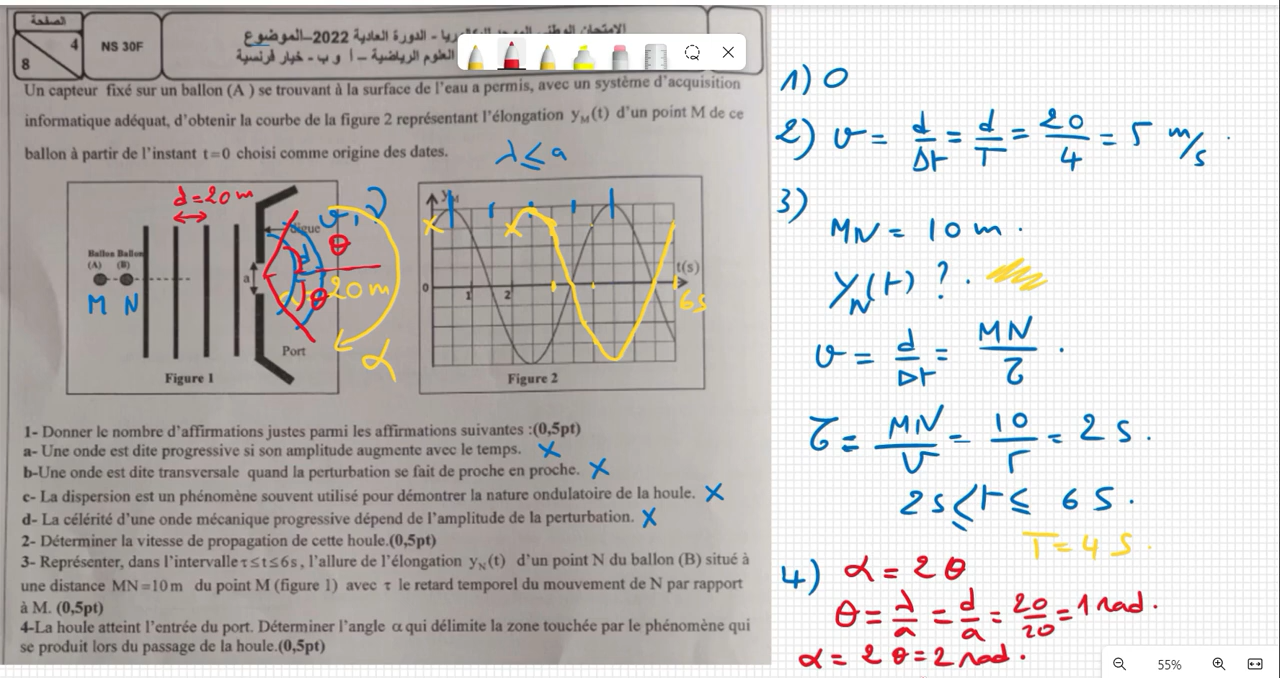 الصفحة
4
8
NS 30F
الدورة العادية 2022 – الموضوع
العلوم الرياضية – أ و ب - خيار فرنسية
Un capteur fixé sur un ballon (A ) se trouvant à la surface de l'eau a permis, avec un système d'acquisition
informatique adéquat, d'obtenir la courbe de la figure 2 représentant l'élongation yM(t) d'un point M de ce
ballon à partir de l'instant t=0 choisi comme origine des dates.
λ ≤ a
d=20m
Ballon Ballon
(A) (B)
M N
digue
v, ν
θ
θ
a
20m
α
Port
Figure 1
yM
t(s)
0
1
2
6s
Figure 2
1- Donner le nombre d'affirmations justes parmi les affirmations suivantes :(0,5pt)
a- Une onde est dite progressive si son amplitude augmente avec le temps. X
b-Une onde est dite transversale quand la perturbation se fait de proche en proche. X
c- La dispersion est un phénomène souvent utilisé pour démontrer la nature ondulatoire de la houle. X
d- La célérité d'une onde mécanique progressive dépend de l'amplitude de la perturbation. X
2- Déterminer la vitesse de propagation de cette houle.(0,5pt)
3- Représenter, dans l'intervalle τ≤t≤6s, l'allure de l'élongation yN(t) d'un point N du ballon (B) situé à
une distance MN=10m du point M (figure 1) avec τ le retard temporel du mouvement de N par rapport
à M. (0,5pt)
4-La houle atteint l'entrée du port. Déterminer l'angle α qui délimite la zone touchée par le phénomène qui
se produit lors du passage de la houle.(0,5pt)
1) 0
2) v = d/Δt = d/T = 20/4 = 5 m/s.
3)
MN = 10m.
yN(t) ?.
v = d/Δt = MN/τ.
τ = MN/v = 10/5 = 2s.
2s ≤ t ≤ 6s.
T = 4s.
4) α = 2θ
θ = λ/a = d/a = 20/20 = 1 rad.
α = 2θ = 2 rad.
55%